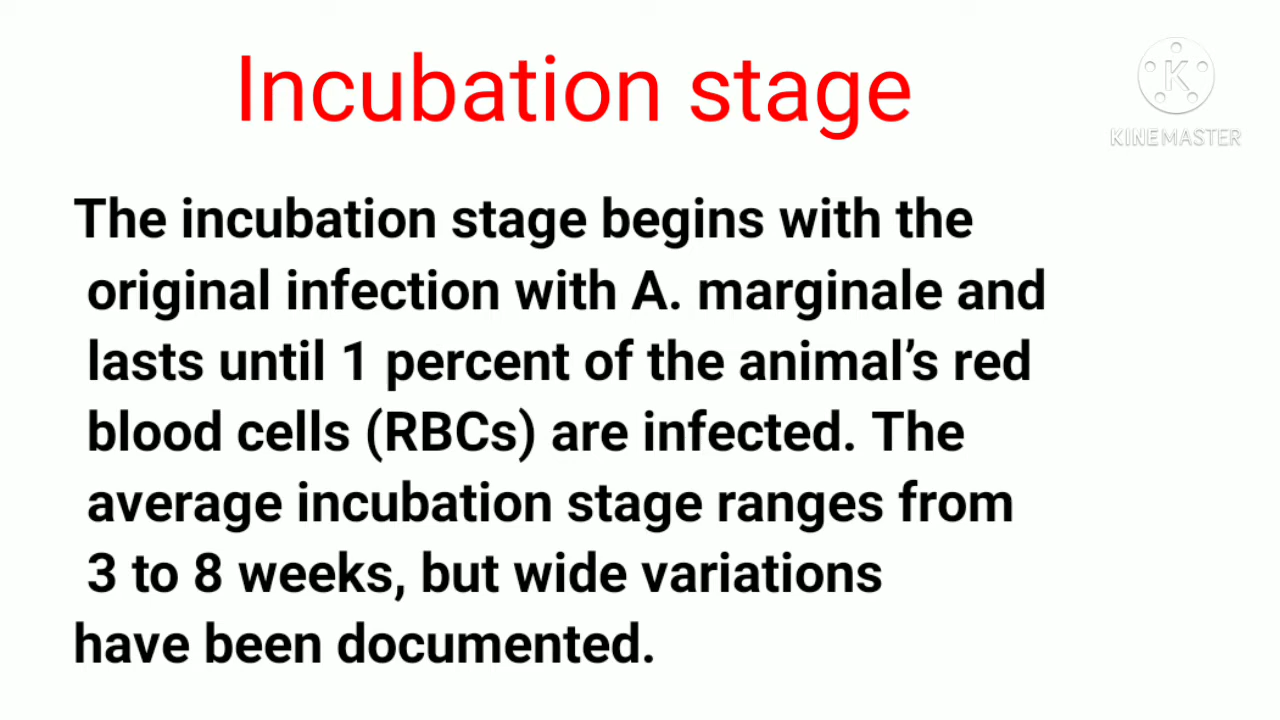 Incubation stage
KINEMASTER
The incubation stage begins with the
original infection with A. marginale and
lasts until 1 percent of the animal’s red
blood cells (RBCs) are infected. The
average incubation stage ranges from
3 to 8 weeks, but wide variations
have been documented.